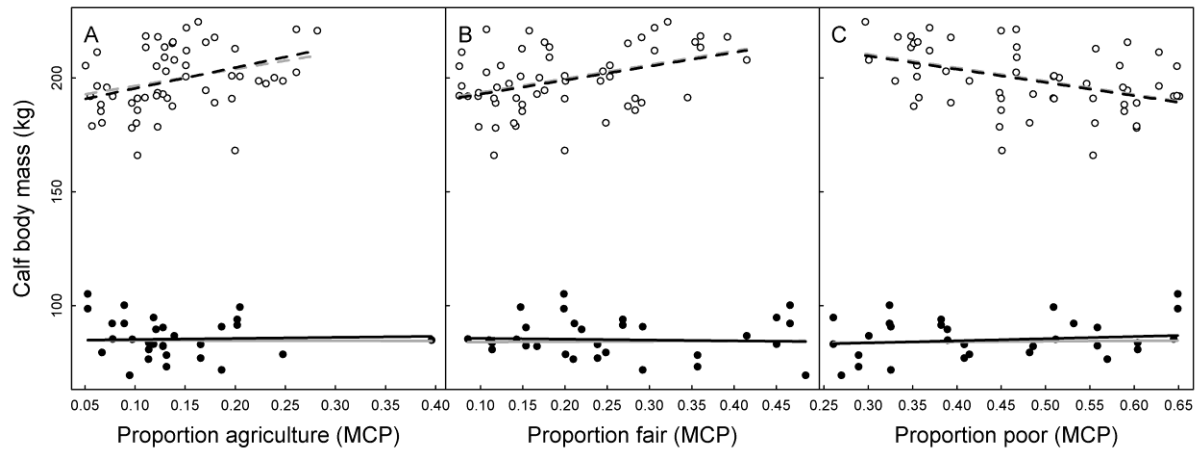 A B C
200
150
100
Calf body mass (kg)
0.05 0.10 0.15 0.20 0.25 0.30 0.35 0.40 0.10 0.15 0.20 0.25 0.30 0.35 0.40 0.45 0.50 0.25 0.30 0.35 0.40 0.45 0.50 0.55 0.60 0.65
Proportion agriculture (MCP) Proportion fair (MCP) Proportion poor (MCP)